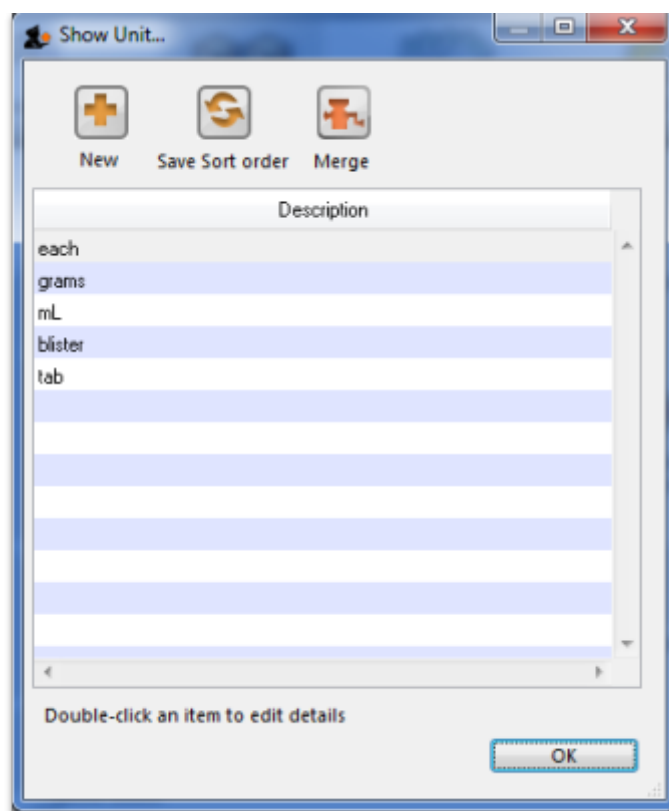 Show Unit...
New Save Sort order Merge
Description
each
grams
mL
blister
tab
Double-click an item to edit details
OK